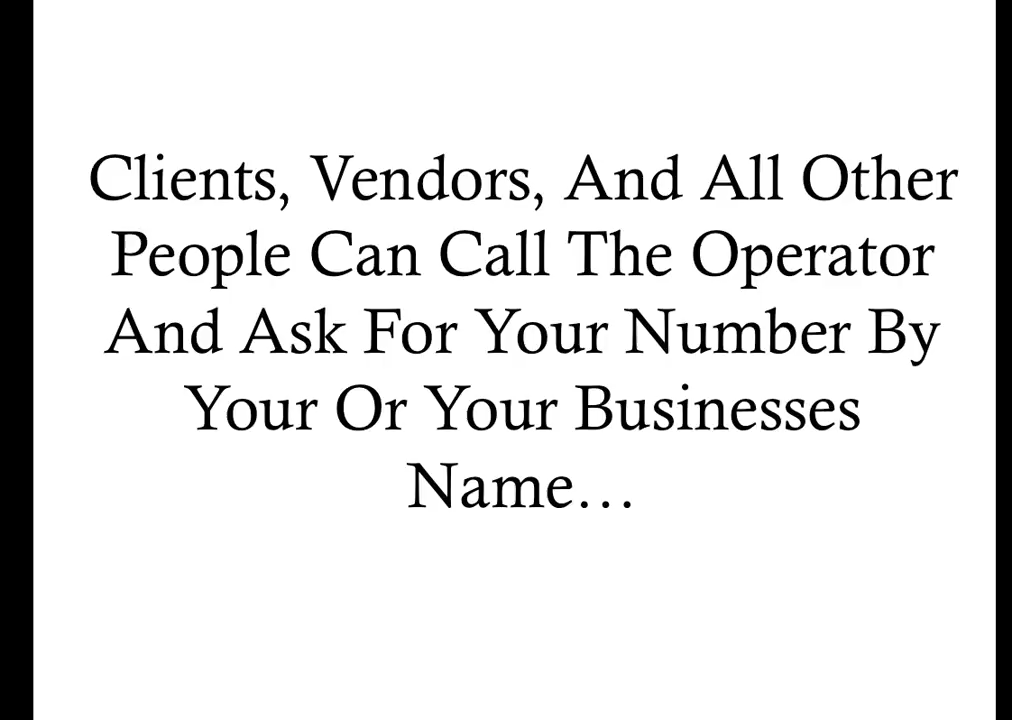 Clients, Vendors, And All Other
People Can Call The Operator
And Ask For Your Number By
Your Or Your Businesses
Name…